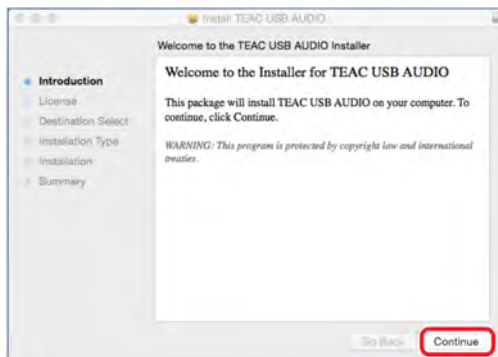 Install TEAC USB AUDIO
Welcome to the TEAC USB AUDIO Installer
Introduction
License
Destination Select
Installation Type
Installation
Summary
Welcome to the Installer for TEAC USB AUDIO
This package will install TEAC USB AUDIO on your computer. To
continue, click Continue.
WARNING: This program is protected by copyright law and international
treaties.
Go Back
Continue